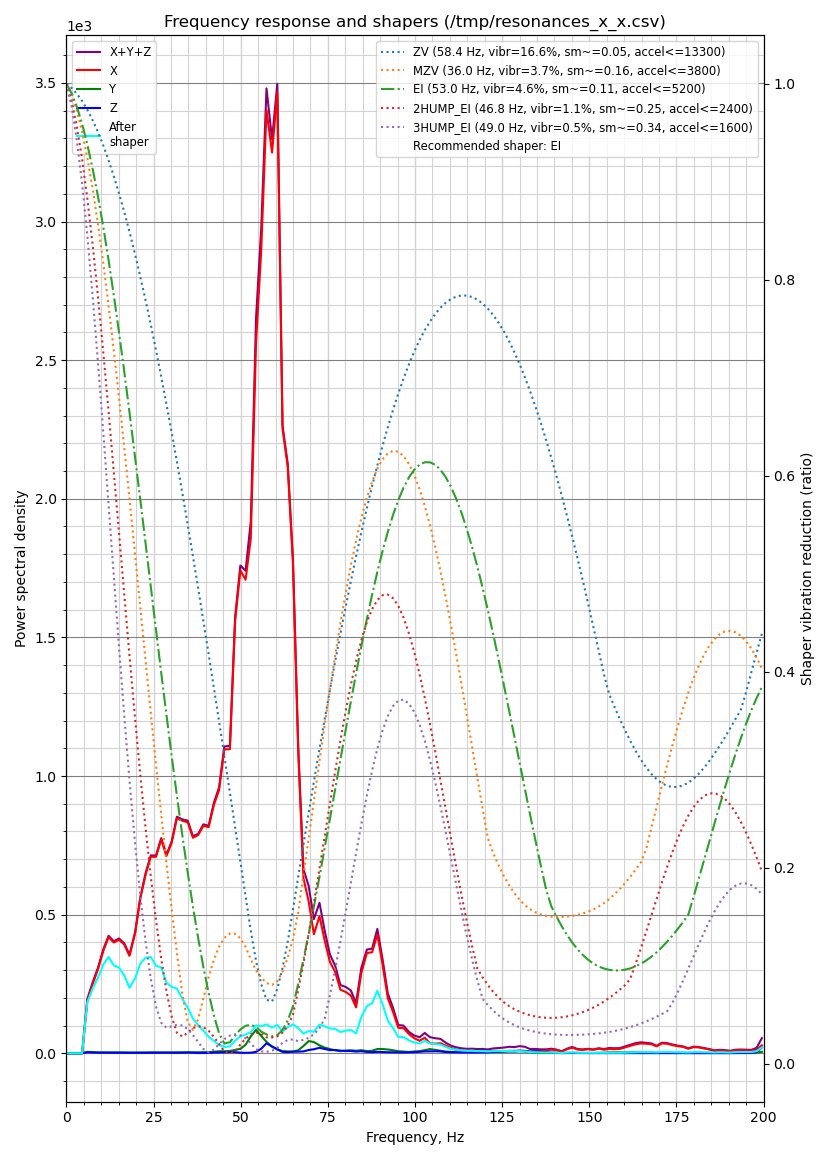 Frequency response and shapers (/tmp/resonances_x_x.csv)
1e3
X+Y+Z
X
Y
Z
After
shaper
ZV (58.4 Hz, vibr=16.6%, sm~=0.05, accel<=13300)
MZV (36.0 Hz, vibr=3.7%, sm~=0.16, accel<=3800)
EI (53.0 Hz, vibr=4.6%, sm~=0.11, accel<=5200)
2HUMP_EI (46.8 Hz, vibr=1.1%, sm~=0.25, accel<=2400)
3HUMP_EI (49.0 Hz, vibr=0.5%, sm~=0.34, accel<=1600)
Recommended shaper: EI
3.5
3.0
2.5
2.0
1.5
1.0
0.5
0.0
Power spectral density
1.0
0.8
0.6
0.4
0.2
0.0
Shaper vibration reduction (ratio)
0 25 50 75 100 125 150 175 200
Frequency, Hz